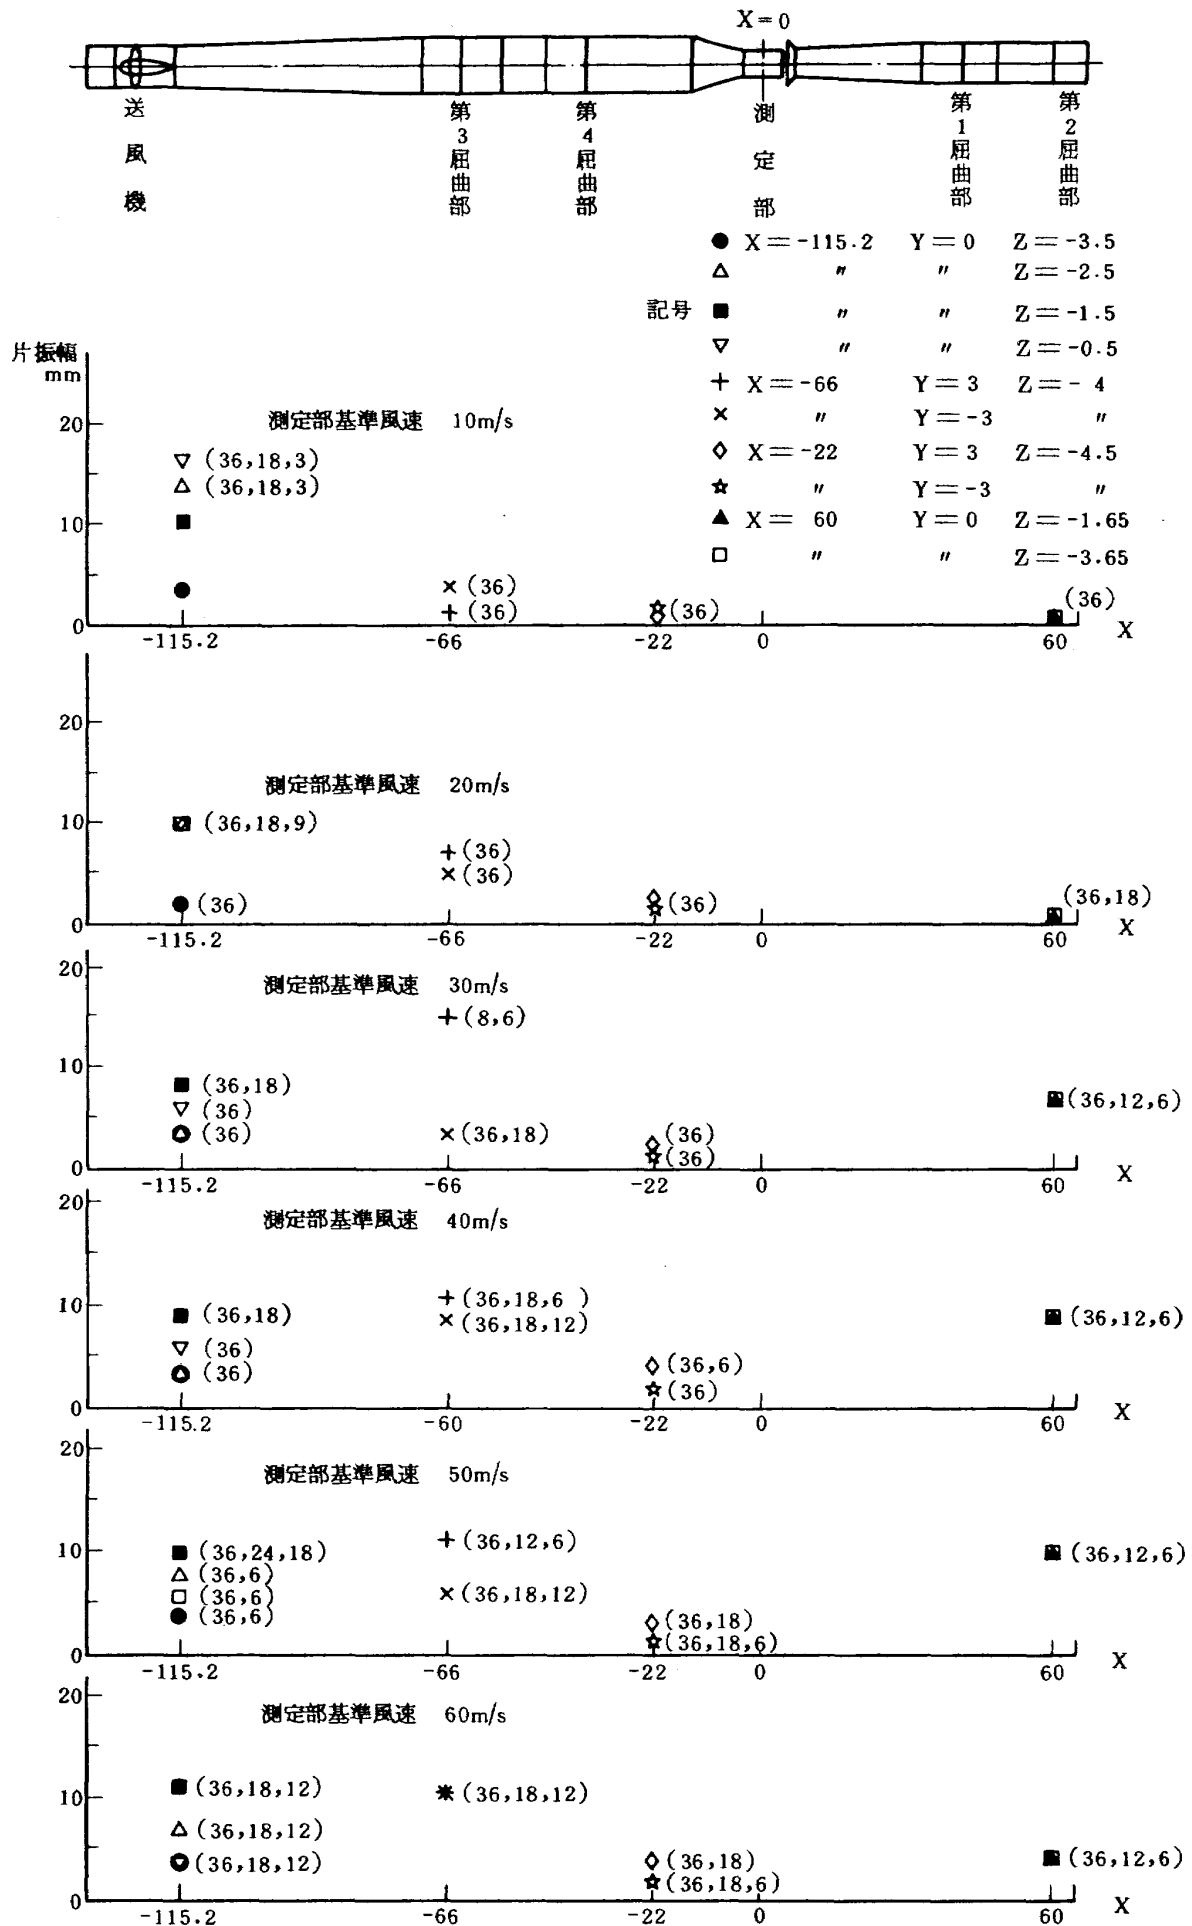 X=0
送風機
第3屈曲部
第4屈曲部
測定部
第1屈曲部
第2屈曲部
記号
● X=-115.2 Y=0 Z=-3.5
△ 〃 〃 Z=-2.5
■ 〃 〃 Z=-1.5
▽ 〃 〃 Z=-0.5
+ X=-66 Y=3 Z=-4
× 〃 Y=-3 〃
◇ X=-22 Y=3 Z=-4.5
☆ 〃 Y=-3 〃
▲ X=60 Y=0 Z=-1.65
□ 〃 〃 Z=-3.65
片振幅
mm
測定部基準風速 10m/s
20
10
0
(36,18,3)
(36,18,3)
(36)
(36)
(36)
(36)
-115.2 -66 -22 0 60 X
測定部基準風速 20m/s
20
10
0
(36,18,9)
(36)
(36)
(36)
(36)
(36,18)
-115.2 -66 -22 0 60 X
測定部基準風速 30m/s
20
10
0
(8,6)
(36,18)
(36)
(36)
(36,18)
(36)
(36)
(36,12,6)
-115.2 -66 -22 0 60 X
測定部基準風速 40m/s
20
10
0
(36,18)
(36)
(36)
(36,18,6 )
(36,18,12)
(36,6)
(36)
(36,12,6)
-115.2 -60 -22 0 60 X
測定部基準風速 50m/s
20
10
0
(36,24,18)
(36,6)
(36,6)
(36,6)
(36,12,6)
(36,18,12)
(36,18)
(36,18,6)
(36,12,6)
-115.2 -66 -22 0 60 X
測定部基準風速 60m/s
20
10
0
(36,18,12)
(36,18,12)
(36,18,12)
(36,18,12)
(36,18)
(36,18,6)
(36,12,6)
-115.2 -66 -22 0 60 X